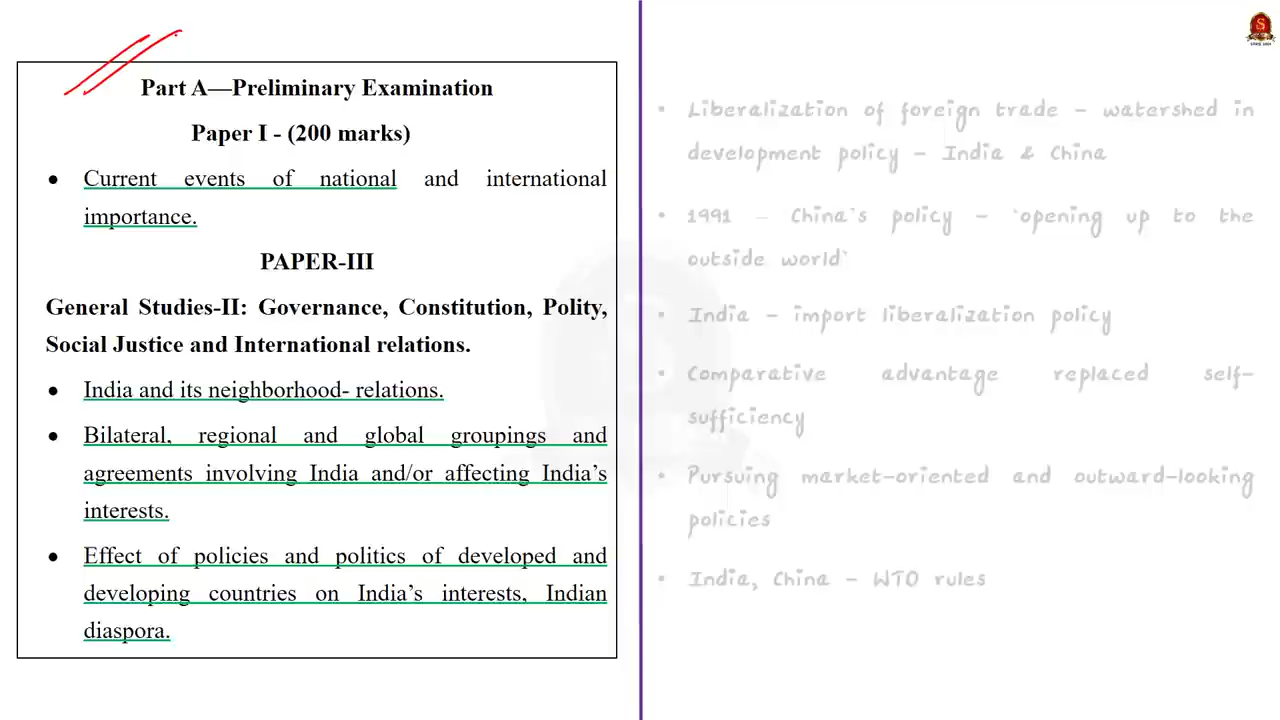 Part A—Preliminary Examination
Paper I - (200 marks)
• Current events of national and international
importance.
PAPER-III
General Studies-II: Governance, Constitution, Polity,
Social Justice and International relations.
• India and its neighborhood- relations.
• Bilateral, regional and global groupings and
agreements involving India and/or affecting India's
interests.
• Effect of policies and politics of developed and
developing countries on India's interests, Indian
diaspora.
• Liberalization of foreign trade - watershed in
development policy - India & China
• 1991 - China's policy - 'opening up to the
outside world'
• India - import liberalization policy
• Comparative advantage replaced self-
sufficiency
• Pursuing market-oriented and outward-looking
policies
• India, China - WTO rules